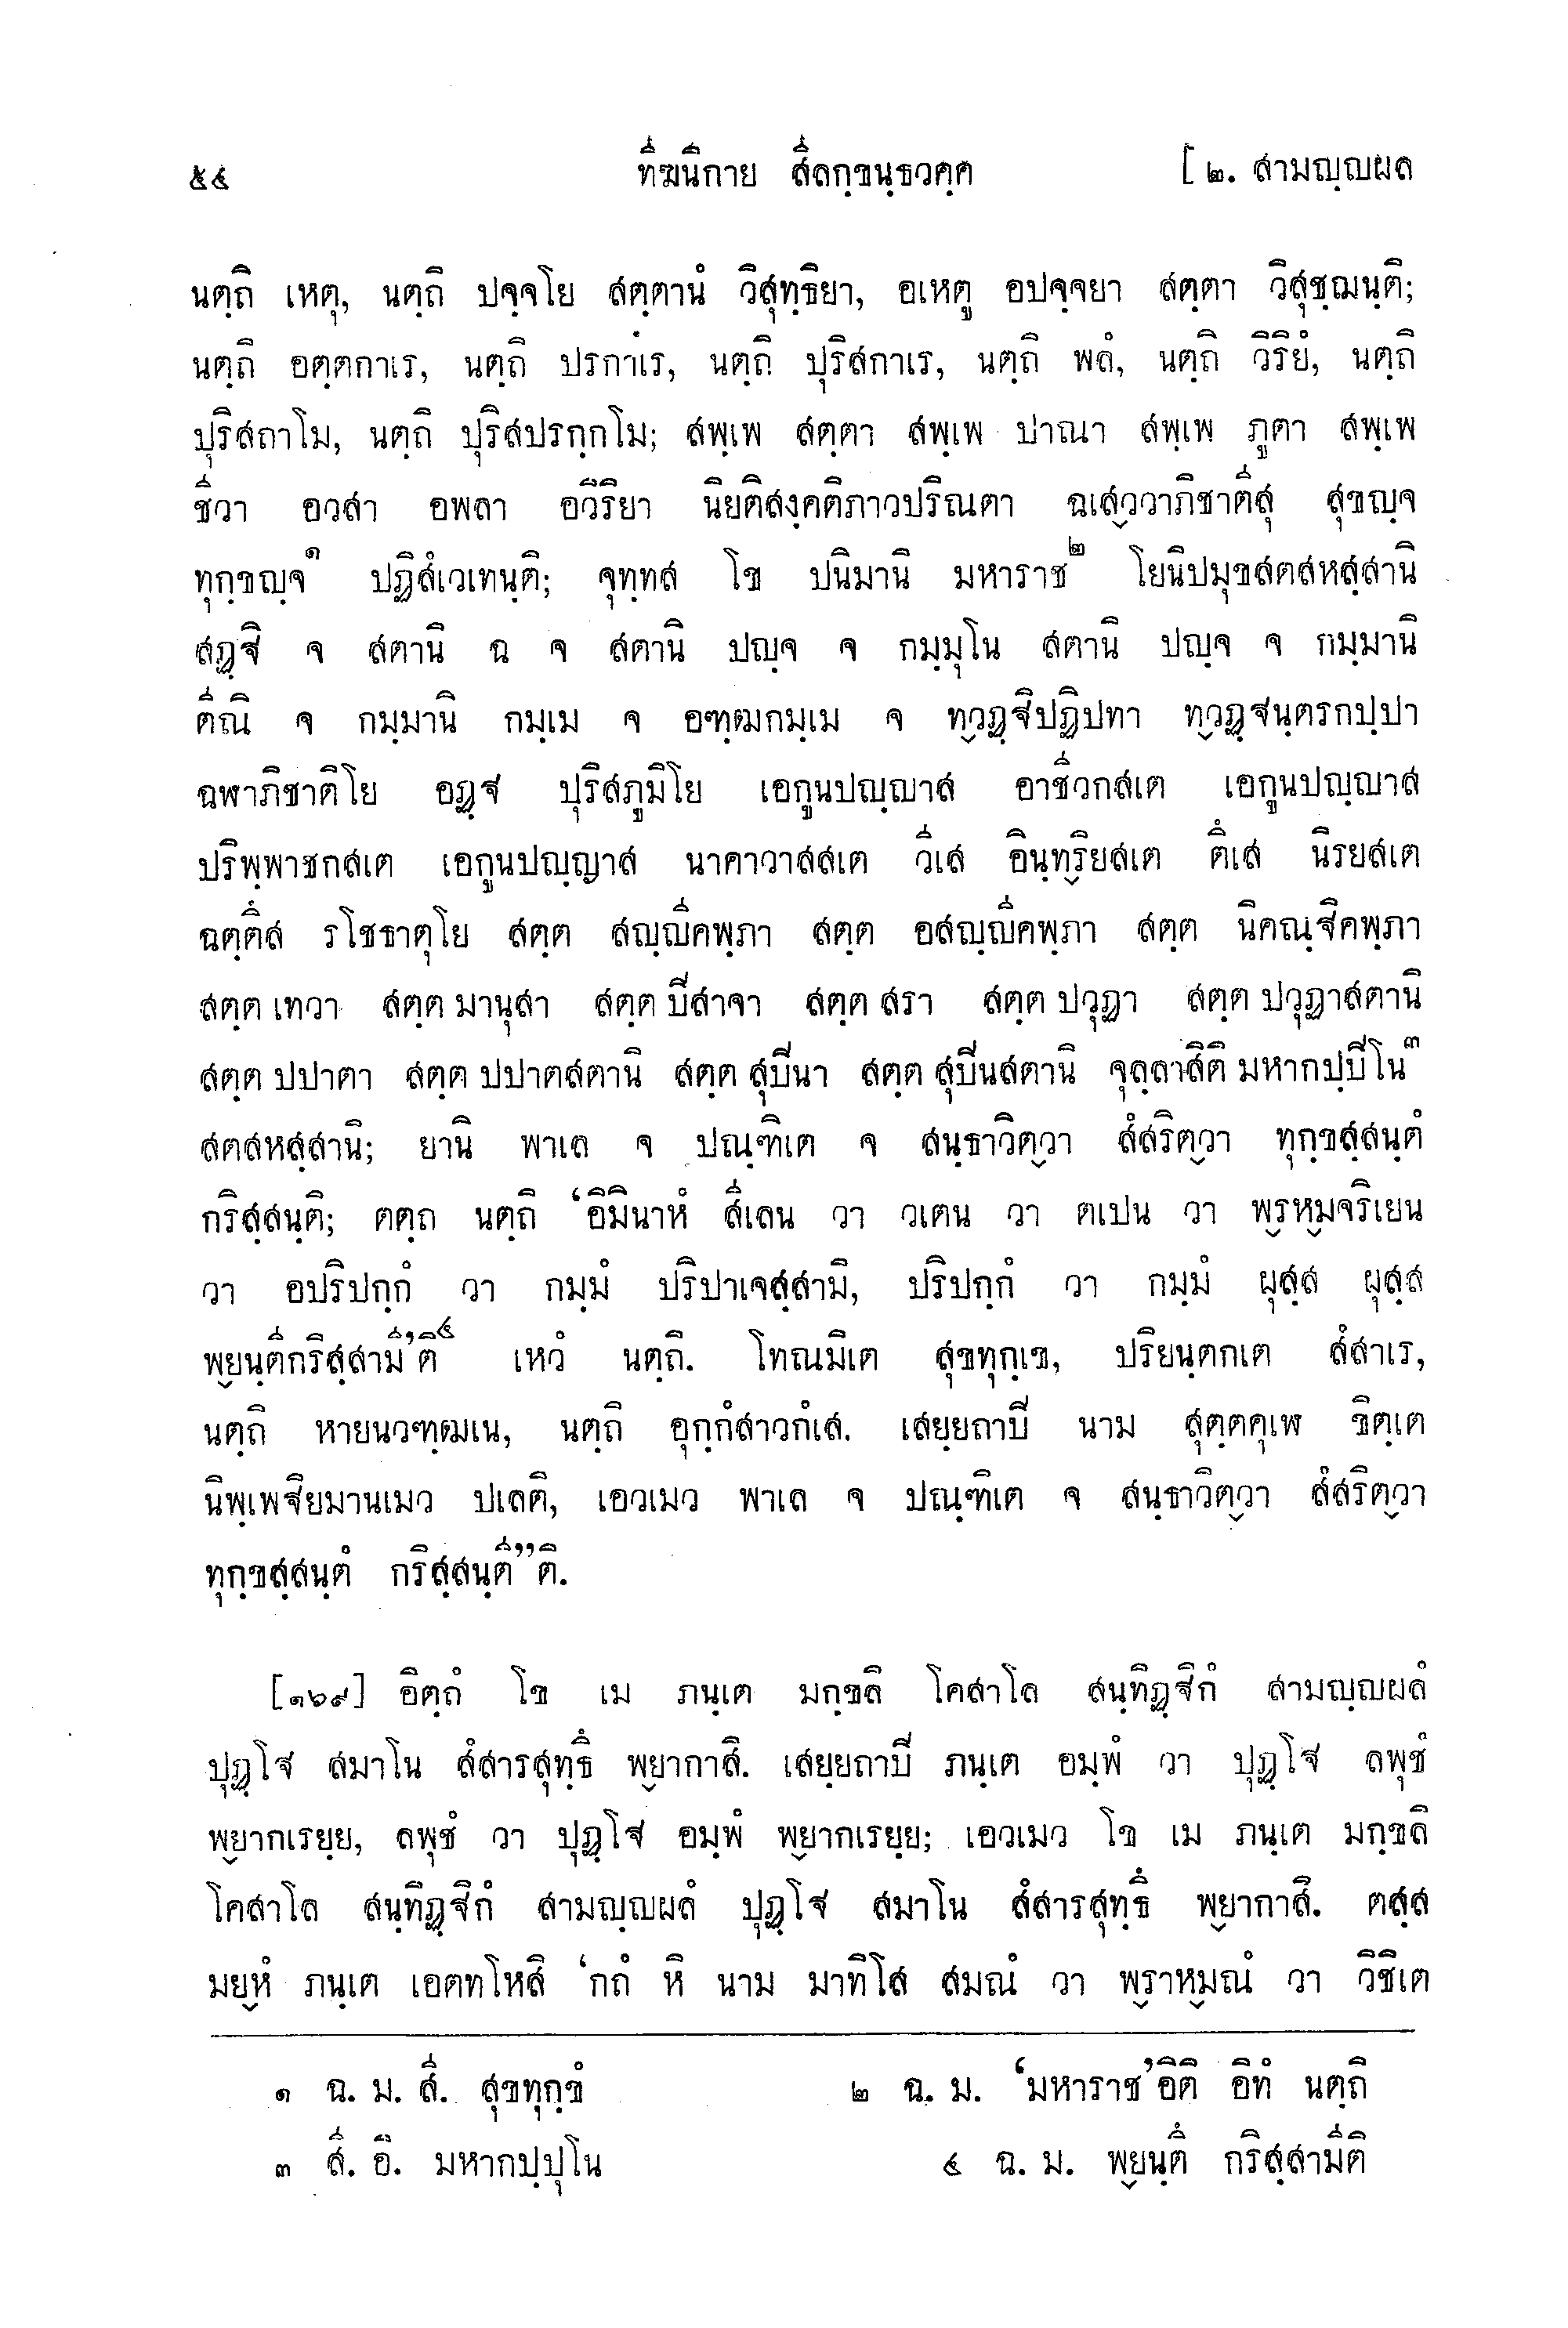 ๕๔ ทีฆนิกาย สีลกฺขนฺธวคฺค [ ๒. สามญฺญผล
นตฺถิ เหตุ, นตฺถิ ปจฺจโย สตฺตานํ วิสุทฺธิยา, อเหตู อปจฺจยา สตฺตา วิสุชฺฌนฺติ;
นตฺถิ อตฺตกาเร, นตฺถิ ปรกาเร, นตฺถิ ปุริสกาเร, นตฺถิ พลํ, นตฺถิ วิริยํ, นตฺถิ
ปุริสถาโม, นตฺถิ ปุริสปรกฺกโม; สพฺเพ สตฺตา สพฺเพ ปาณา สพฺเพ ภูตา สพฺเพ
ชีวา อวสา อพลา อวิริยา นิยติสงฺคติภาวปริณตา ฉเสฺววาภิชาตีสุ สุขญฺจ
ทุกฺขญฺจ๑ ปฏิสํเวเทนฺติ; จุทฺทส โข ปนิมานิ มหาราช๒ โยนิปมุขสตสหสฺสานิ
สฏฺฐิ จ สตานิ ฉ จ สตานิ ปญฺจ จ กมฺมุโน สตานิ ปญฺจ จ กมฺมานิ
ตีณิ จ กมฺมานิ กมฺเม จ อฑฺฒกมฺเม จ ทฺวฏฺฐิปฏิปทา ทฺวฏฺฐนฺตรกปฺปา
ฉฬาภิชาติโย อฏฺฐ ปุริสภูมิโย เอกูนปญฺญาส อาชีวกสเต เอกูนปญฺญาส
ปริพฺพาชกสเต เอกูนปญฺญาส นาคาวาสสเต วีเส อินฺทฺริยสเต ตึเส นิรยสเต
ฉตฺตึส รโชธาตุโย สตฺต สญฺญีคพฺภา สตฺต อสญฺญีคพฺภา สตฺต นิคณฺฐิคพฺภา
สตฺต เทวา สตฺต มานุสา สตฺต ปิสาจา สตฺต สรา สตฺต ปวุฏา สตฺต ปวุฏาสตานิ
สตฺต ปปาตา สตฺต ปปาตสตานิ สตฺต สุปินา สตฺต สุปินสตานิ จุลฺลาสีติ มหากปฺปิโน๓
สตสหสฺสานิ; ยานิ พาเล จ ปณฺฑิเต จ สนฺธาวิตฺวา สํสริตฺวา ทุกฺขสฺสนฺตํ
กริสฺสนฺติ; ตตฺถ นตฺถิ ‘อิมินาหํ สีเลน วา วเตน วา ตเปน วา พฺรหฺมจริเยน
วา อปริปกฺกํ วา กมฺมํ ปริปาเจสฺสามิ, ปริปกฺกํ วา กมฺมํ ผุสฺส ผุสฺส
พฺยนฺตีกริสฺสามี’ติ๔ เหวํ นตฺถิ. โทณมิเต สุขทุกฺเข, ปริยนฺตกเต สํสาเร,
นตฺถิ หายนวฑฺฒเน, นตฺถิ อุกฺกํสาวกํเส. เสยฺยถาปิ นาม สุตฺตคุเฬ ขิตฺเต
นิพฺเพฐิยมานเมว ปเลติ, เอวเมว พาเล จ ปณฺฑิเต จ สนฺธาวิตฺวา สํสริตฺวา
ทุกฺขสฺสนฺตํ กริสฺสนฺตี”ติ.
[๑๖๙] อิตฺถํ โข เม ภนฺเต มกฺขลิ โคสาโล สนฺทิฏฺฐิกํ สามญฺญผลํ
ปุฏฺโฐ สมาโน สํสารสุทฺธึ พฺยากาสิ. เสยฺยถาปิ ภนฺเต อมฺพํ วา ปุฏฺโฐ ลพุชํ
พฺยากเรยฺย, ลพุชํ วา ปุฏฺโฐ อมฺพํ พฺยากเรยฺย; เอวเมว โข เม ภนฺเต มกฺขลิ
โคสาโล สนฺทิฏฺฐิกํ สามญฺญผลํ ปุฏฺโฐ สมาโน สํสารสุทฺธึ พฺยากาสิ. ตสฺส
มยฺหํ ภนฺเต เอตทโหสิ ‘กถํ หิ นาม มาทิโส สมณํ วา พฺราหฺมณํ วา วิชิเต
๑ ฉ. ม. สี. สุขทุกฺขํ ๒ ฉ. ม. ‘มหาราช’อิติ อิทํ นตฺถิ
๓ สี. อิ. มหากปฺปุโน ๔ ฉ. ม. พฺยนฺตึ กริสฺสามีติ